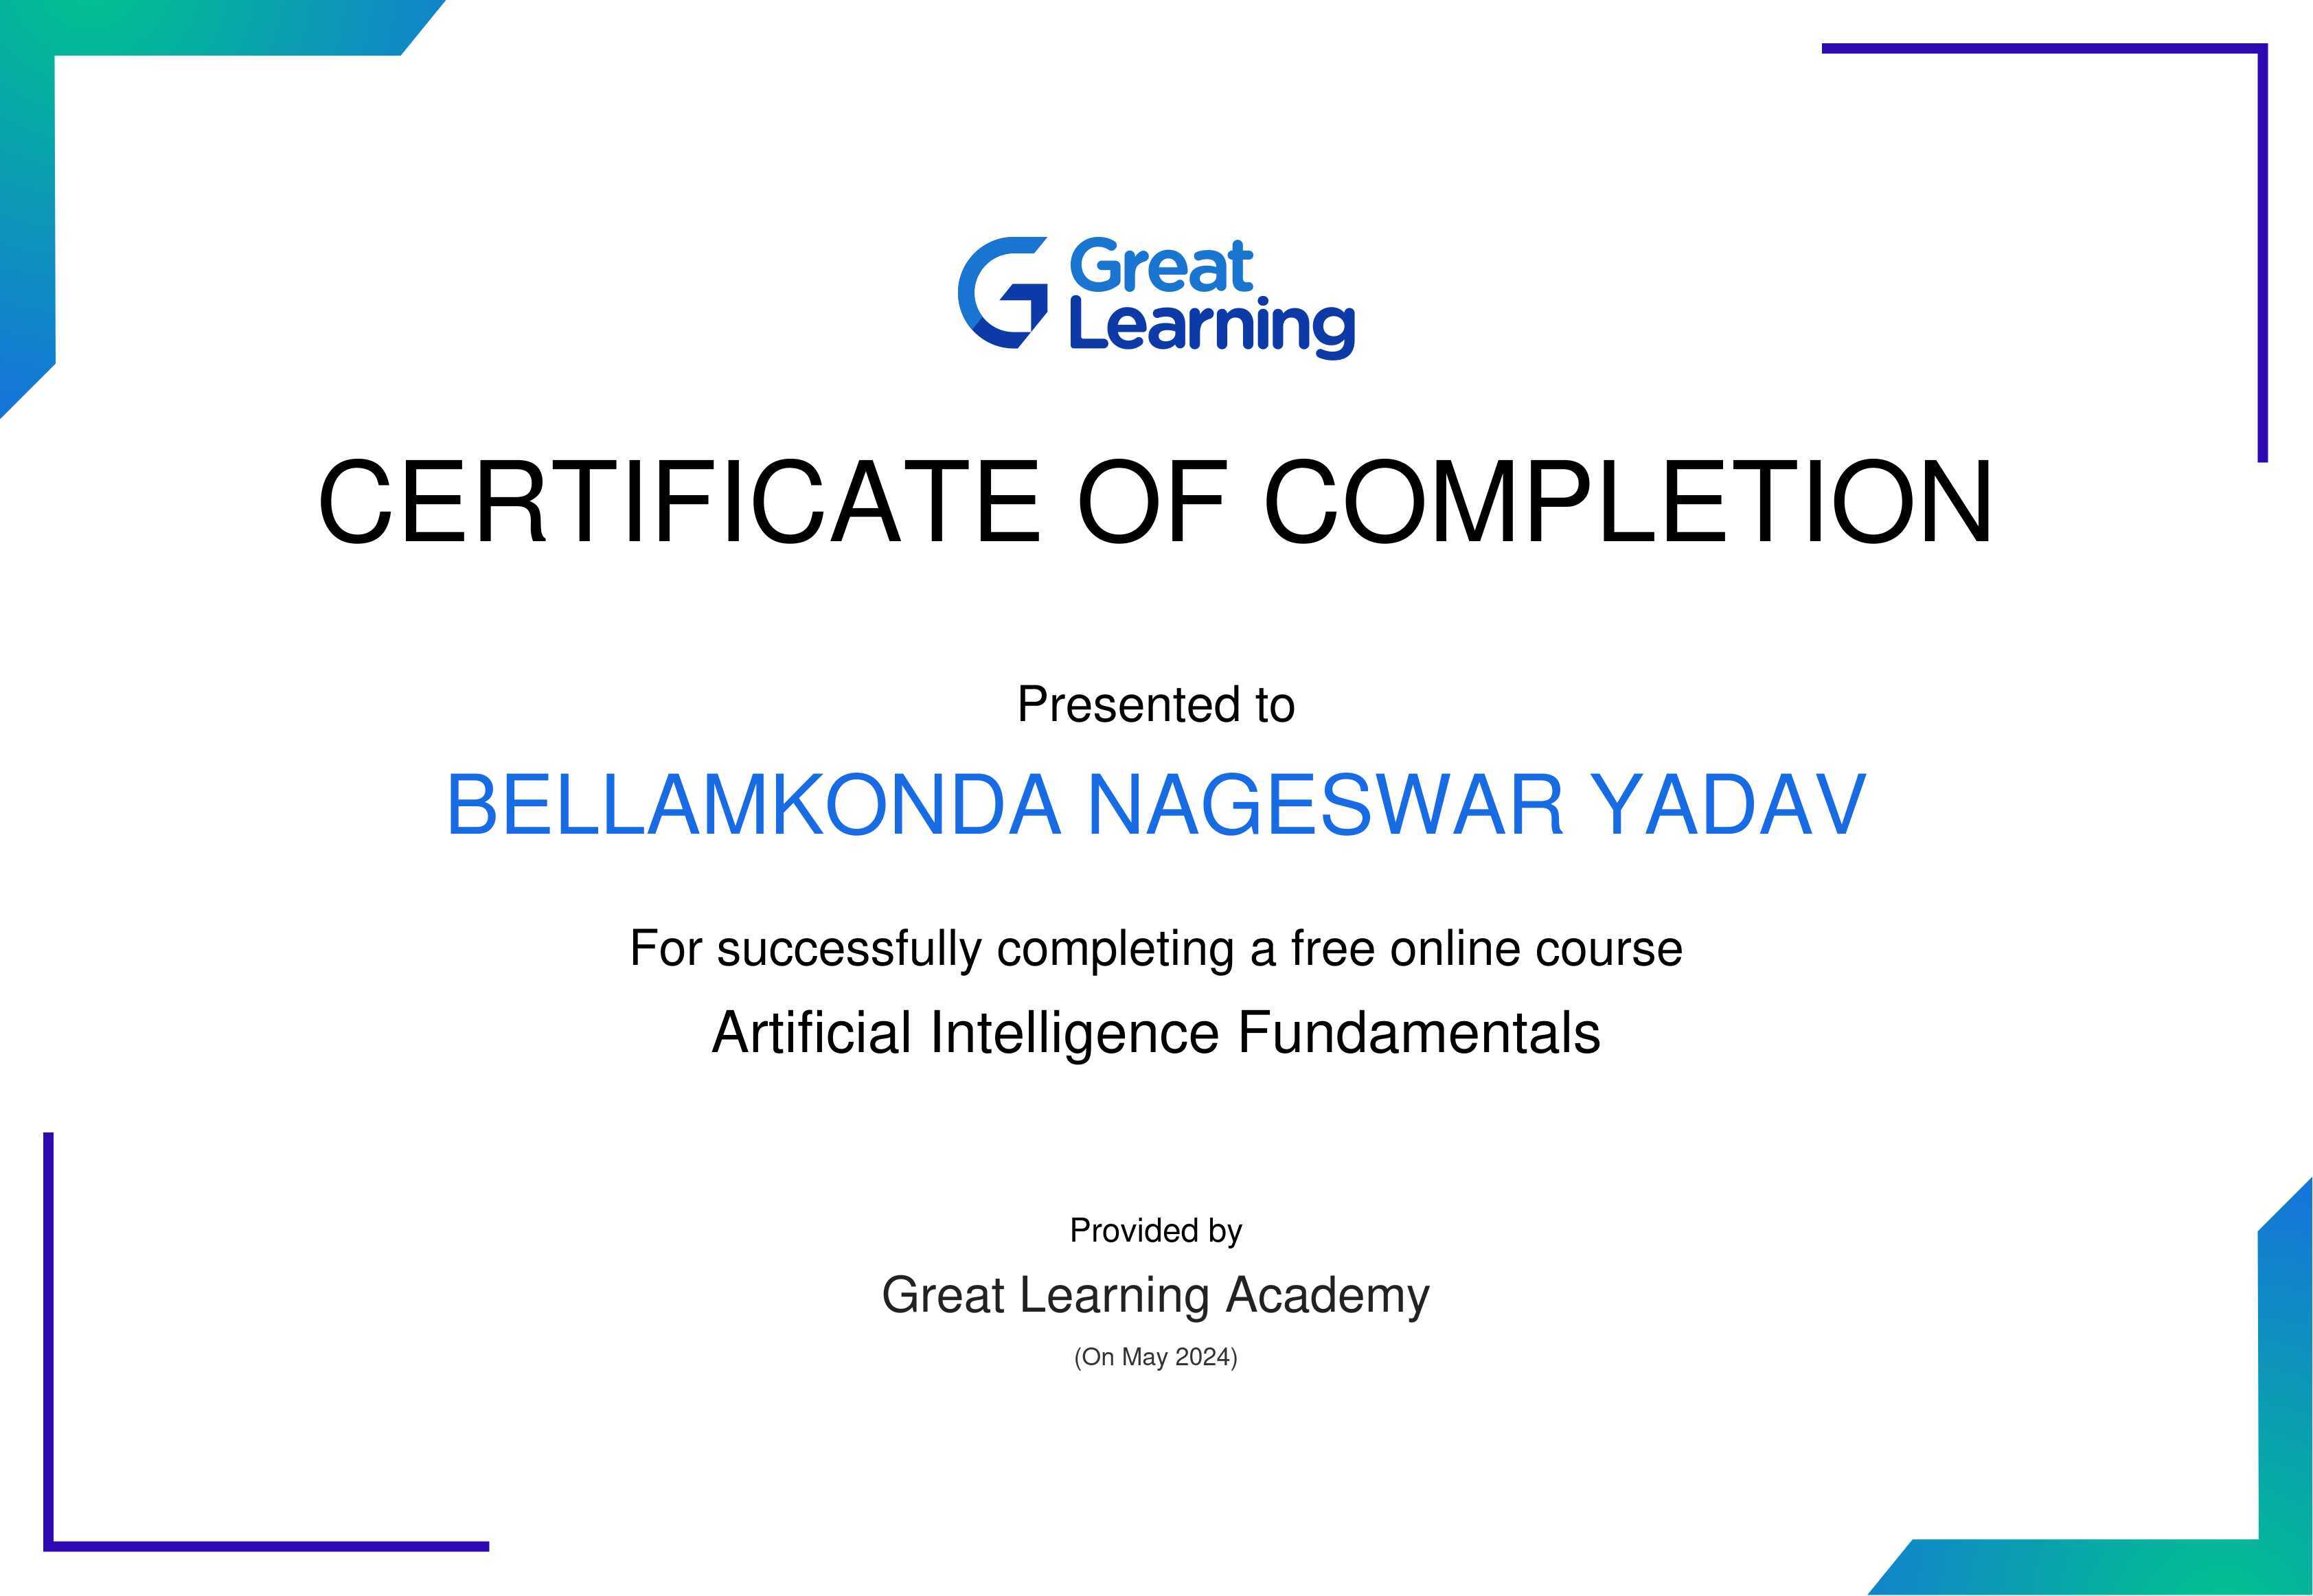 Great
Learning
CERTIFICATE OF COMPLETION
Presented to
BELLAMKONDA NAGESWAR YADAV
For successfully completing a free online course
Artificial Intelligence Fundamentals
Provided by
Great Learning Academy
(On May 2024)